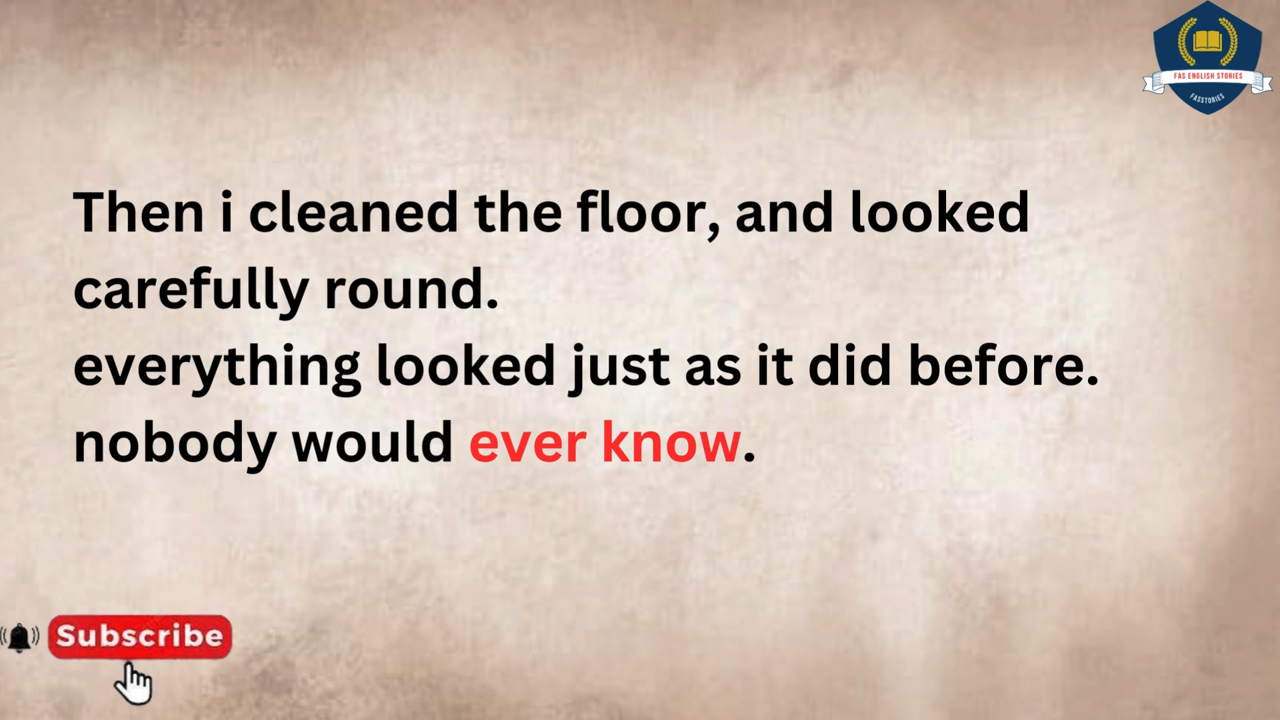 FAS ENGLISH STORIES
FASSTORIES
Then i cleaned the floor, and looked
carefully round.
everything looked just as it did before.
nobody would ever know.
Subscribe